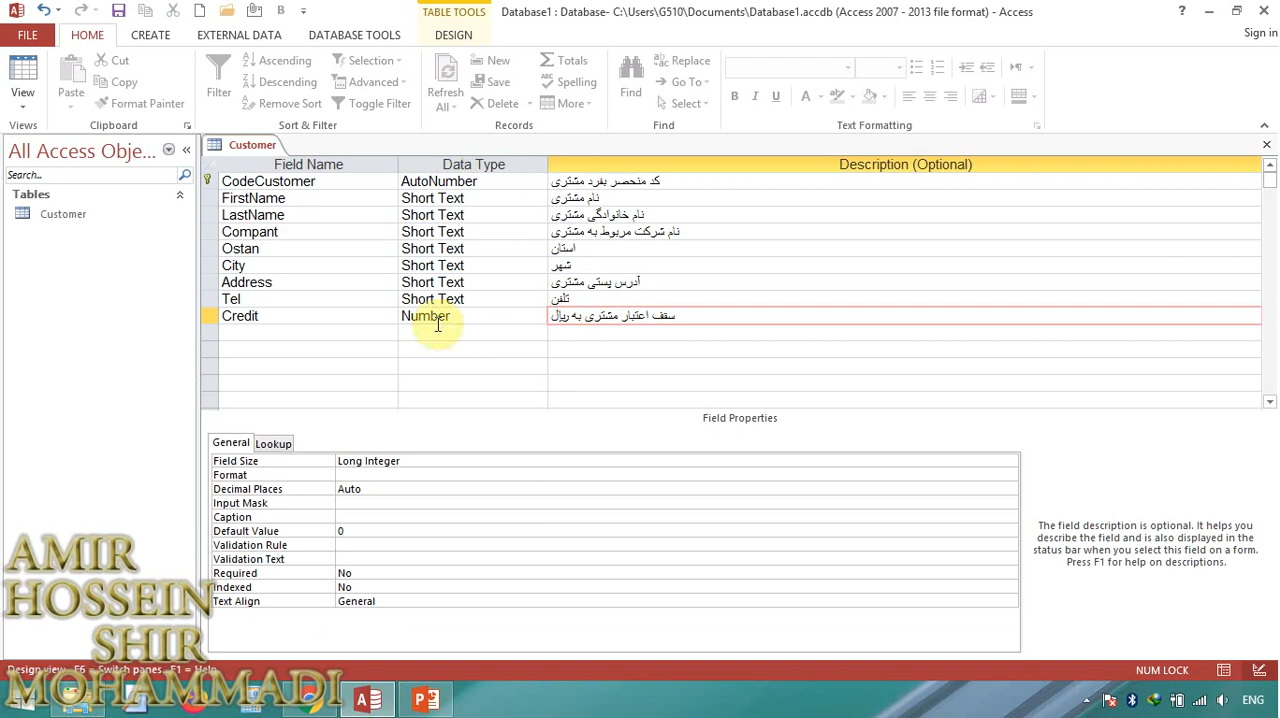 TABLE TOOLS
Database1 : Database- C:\Users\G510\Documents\Database1.accdb (Access 2007 - 2013 file format) - Access
FILE HOME CREATE EXTERNAL DATA DATABASE TOOLS DESIGN
Sign in
View
Paste
Cut
Copy
Format Painter
Filter
Ascending
Descending
Remove Sort
Selection
Advanced
Toggle Filter
Refresh All
New
Save
Delete
Totals
Spelling
More
Find
Replace
Go To
Select
B I U A
Views Clipboard Sort & Filter Records Find Text Formatting
All Access Obje...
Search...
Tables
Customer
Customer
Field Name Data Type Description (Optional)
CodeCustomer AutoNumber کد منحصر بفرد مشتری
FirstName Short Text نام مشتری
LastName Short Text نام خانوادگی مشتری
Compant Short Text نام شرکت مربوط به مشتری
Ostan Short Text استان
City Short Text شهر
Address Short Text آدرس پستی مشتری
Tel Short Text تلفن
Credit Number سقف اعتبار مشتری به ریال
Field Properties
General Lookup
Field Size Long Integer
Format
Decimal Places Auto
Input Mask
Caption
Default Value 0
Validation Rule
Validation Text
Required No
Indexed No
Text Align General
The field description is optional. It helps you
describe the field and is also displayed in the
status bar when you select this field on a form.
Press F1 for help on descriptions.
AMIR
HOSSEIN
SHIR
MOHAMMADI
Design view. F6 = Switch panes. F1 = Help.
NUM LOCK
ENG